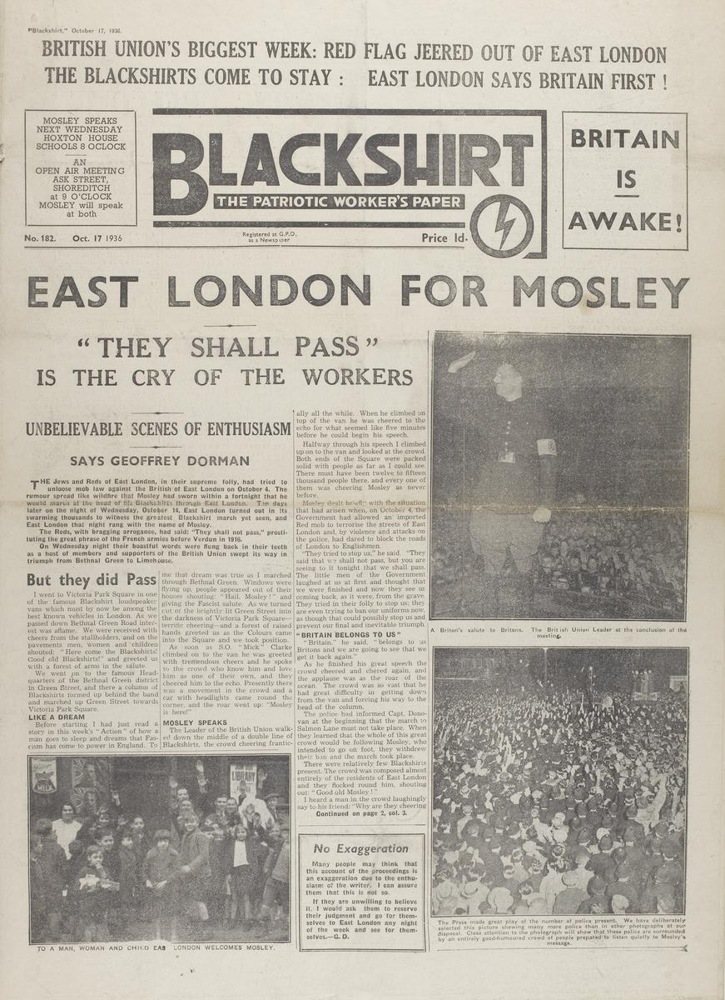 "Blackshirt," October 17, 1936.
BRITISH UNION'S BIGGEST WEEK: RED FLAG JEERED OUT OF EAST LONDON
THE BLACKSHIRTS COME TO STAY : EAST LONDON SAYS BRITAIN FIRST !
MOSLEY SPEAKS
NEXT WEDNESDAY
HOXTON HOUSE
SCHOOLS 8 OCLOCK
AN
OPEN AIR MEETING
ASK STREET,
SHOREDITCH
at 9 O'CLOCK
MOSLEY will speak
at both
BLACKSHIRT
THE PATRIOTIC WORKER'S PAPER
BRITAIN
IS
AWAKE!
No. 182. Oct. 17 1936
Registered at G.P.O.
as a Newspaper
Price 1d.
EAST LONDON FOR MOSLEY
"THEY SHALL PASS"
IS THE CRY OF THE WORKERS
UNBELIEVABLE SCENES OF ENTHUSIASM
SAYS GEOFFREY DORMAN
THE Jews and Reds of East London, in their supreme folly, had tried to
unloose mob law against the British of East London on October 4. The
rumour spread like wildfire that Mosley had sworn within a fortnight that he
would march at the head of his Blackshirts through East London. Ten days
later on the night of Wednesday, October 14, East London turned out in its
swarming thousands to witness the greatest Blackshirt march yet seen, and
East London that night rang with the name of Mosley.
The Reds, with bragging arrogance, had said: "They shall not pass," prosti-
tuting the great phrase of the French armies before Verdun in 1916.
On Wednesday night their boastful words were flung back in their teeth
as a host of members and supporters of the British Union swept its way in
triumph from Bethnal Green to Limehouse.
But they did Pass
I went to Victoria Park Square in one
of the famous Blackshirt loudspeaker
vans which must by now be among the
best known vehicles in London. As we
passed down Bethnal Green Road inter-
est was aflame. We were received with
cheers from the stallholders, and on the
pavements men, women and children
shouted: "Here come the Blackshirts!
Good old Blackshirts!" and greeted us
with a forest of arms in the salute.
We went on to the famous Head-
quarters of the Bethnal Green district
in Green Street, and there a column of
Blackshirts formed up behind the band
and marched up Green Street towards
Victoria Park Square.
LIKE A DREAM
Before starting I had just read a
story in this week's "Action" of how a
man goes to sleep and dreams that Fas-
cism has come to power in England. To
me that dream was true as I marched
through Bethnal Green. Windows were
flying up, people appeared out of their
houses shouting: "Hail, Mosley!" and
giving the Fascist salute. As we turned
out of the brightly lit Green Street into
the darkness of Victoria Park Square—
terrific cheering—and a forest of raised
hands greeted us as the Colours came
into the Square and we took position.
As soon as S.O. "Mick" Clarke
climbed on to the van he was greeted
with tremendous cheers and he spoke
to the crowd who know him and love
him as one of their own, and they
cheered him to the echo. Presently there
was a movement in the crowd and a
car with headlights came round the
corner, and the roar went up: "Mosley
is here!"
MOSLEY SPEAKS
The Leader of the British Union walk-
ed down the middle of a double line of
Blackshirts, the crowd cheering frantic-
ally all the while. When he climbed on
top of the van he was cheered to the
echo for what seemed like five minutes
before he could begin his speech.
Halfway through his speech I climbed
up on to the van and looked at the crowd.
Both ends of the Square were packed
solid with people as far as I could see.
There must have been twelve to fifteen
thousand people there, and every one of
them was cheering Mosley as never
before.
Mosley dealt briefly with the situation
that had arisen when, on October 4, the
Government had allowed an imported
Red mob to terrorise the streets of East
London and, by violence and attacks on
the police, had dared to block the roads
of London to Englishmen.
"They tried to stop us," he said. "They
said that we shall not pass, but you are
seeing to it tonight that we shall pass.
The little men of the Government
laughed at us at first and thought that
we were finished and now they see us
coming back, as it were, from the grave.
They tried in their folly to stop us; they
are even trying to ban our uniforms now,
as though that could possibly stop us and
prevent our final and inevitable triumph.
"BRITAIN BELONGS TO US"
"Britain," he said, "belongs to us
Britons and we are going to see that we
get it back again."
As he finished his great speech the
crowd cheered and chered again, and
the applause was as the roar of the
ocean. The crowd was so vast that he
had great difficulty in getting down
from the van and forcing his way to the
head of the column.
The police had informed Capt. Dono-
van at the beginning that the march to
Salmon Lane must not take place. When
they learned that the whole of this great
crowd would be following Mosley, who
intended to go on foot, they withdrew
their ban and the march took place.
There were relatively few Blackshirts
present. The crowd was composed almost
entirely of the residents of East London
and they flocked round him, shouting
out: "Good old Mosley!"
I heard a man in the crowd laughingly
say to his friend: "Why are they cheering
Continued on page 2, col. 3.
A Briton's salute to Britons. The British Union Leader at the conclusion of the
meeting.
MILK
LIBRARY
TO A MAN, WOMAN AND CHILD EAS LONDON WELCOMES MOSLEY.
No Exaggeration
Many people may think that
this account of the proceedings is
an exaggeration due to the enthu-
siasm of the writer. I can assure
them that this is not so.
If they are unwilling to believe
it, I would ask them to reserve
their judgment and go for them-
selves to East London any night
of the week and see for them-
selves.—G. D.
The Press made great play of the number of police present. We have deliberately
selected this picture showing many more police than in other photographs at our
disposal. Close attention to the photograph will show that these police are surrounded
by an entirely good-humoured crowd of people prepared to listen quietly to Mosley's
message.